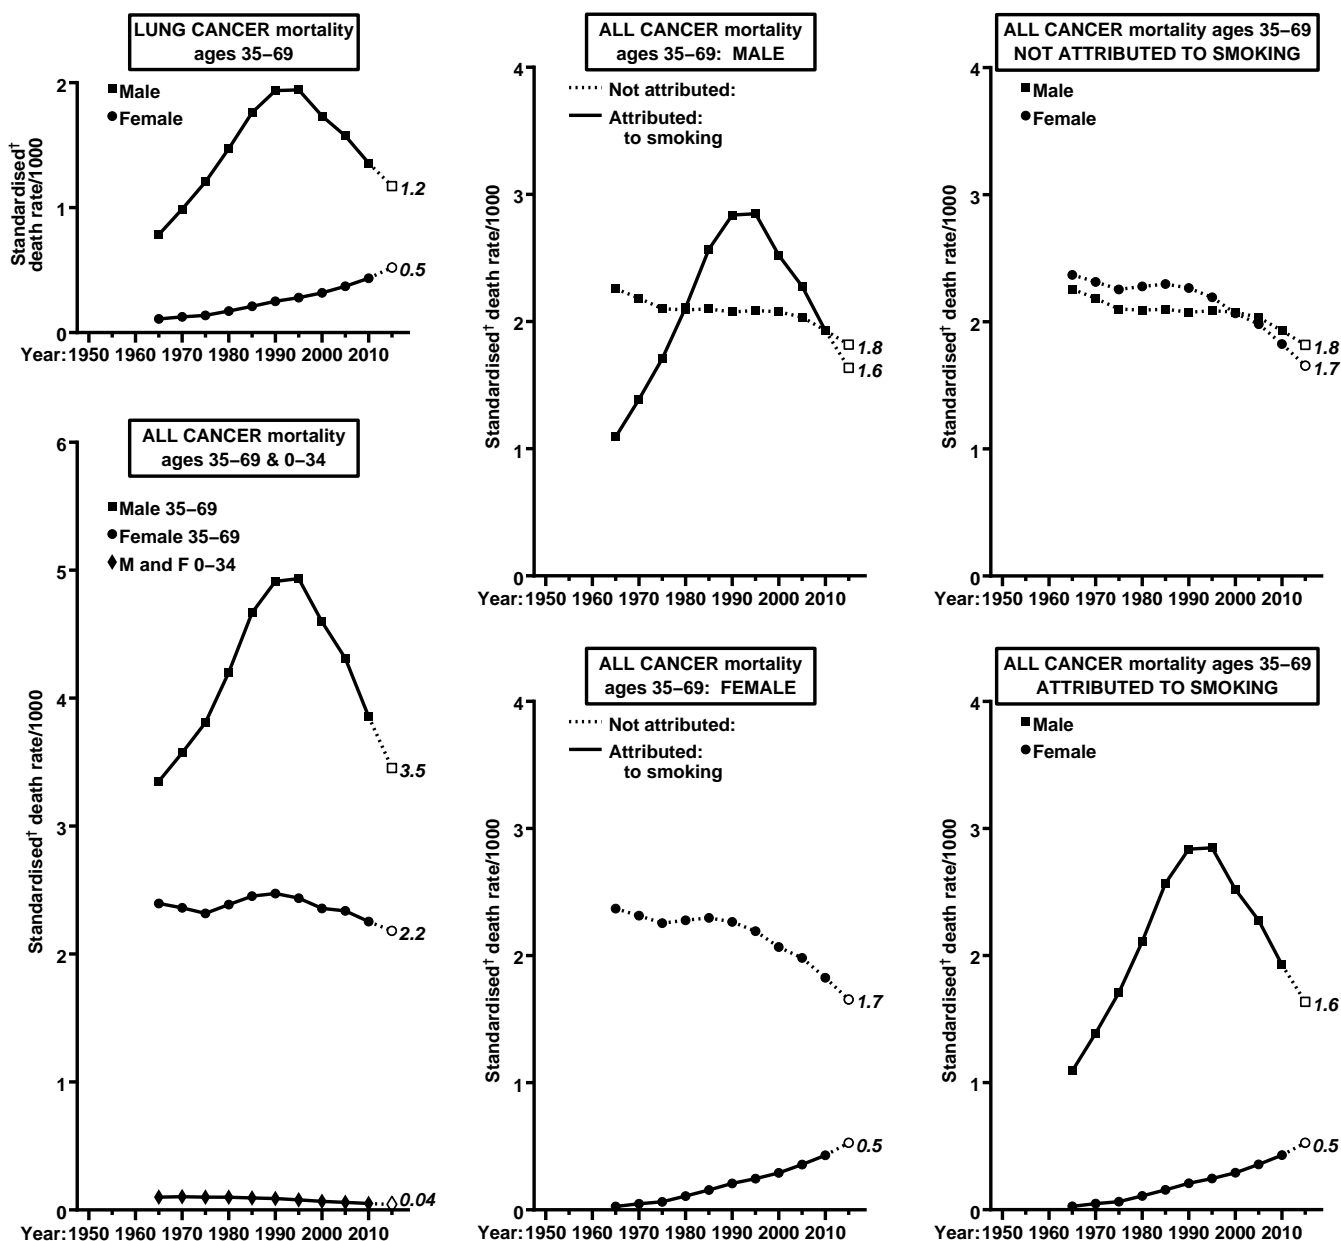 LUNG CANCER mortality
ages 35–69
2
1
0
Standardised†
death rate/1000
Male
Female
1.2
0.5
Year: 1950 1960 1970 1980 1990 2000 2010
ALL CANCER mortality
ages 35–69 & 0–34
6
5
4
3
2
1
0
Standardised† death rate/1000
Male 35–69
Female 35–69
M and F 0–34
3.5
2.2
0.04
Year: 1950 1960 1970 1980 1990 2000 2010
ALL CANCER mortality
ages 35–69: MALE
4
3
2
1
0
Standardised† death rate/1000
Not attributed:
Attributed:
to smoking
1.8
1.6
Year: 1950 1960 1970 1980 1990 2000 2010
ALL CANCER mortality
ages 35–69: FEMALE
4
3
2
1
0
Standardised† death rate/1000
Not attributed:
Attributed:
to smoking
1.7
0.5
Year: 1950 1960 1970 1980 1990 2000 2010
ALL CANCER mortality ages 35–69
NOT ATTRIBUTED TO SMOKING
4
3
2
1
0
Standardised† death rate/1000
Male
Female
1.8
1.7
Year: 1950 1960 1970 1980 1990 2000 2010
ALL CANCER mortality ages 35–69
ATTRIBUTED TO SMOKING
4
3
2
1
0
Standardised† death rate/1000
Male
Female
1.6
0.5
Year: 1950 1960 1970 1980 1990 2000 2010